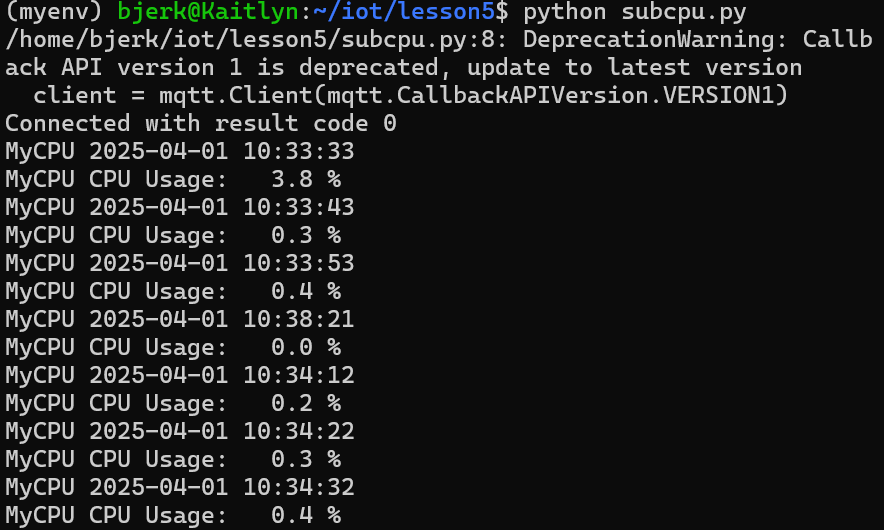 (myenv) bjerk@Kaitlyn:~/iot/lesson5$ python subcpu.py
/home/bjerk/iot/lesson5/subcpu.py:8: DeprecationWarning: Callb
ack API version 1 is deprecated, update to latest version
  client = mqtt.Client(mqtt.CallbackAPIVersion.VERSION1)
Connected with result code 0
MyCPU 2025-04-01 10:33:33
MyCPU CPU Usage:   3.8 %
MyCPU 2025-04-01 10:33:43
MyCPU CPU Usage:   0.3 %
MyCPU 2025-04-01 10:33:53
MyCPU CPU Usage:   0.4 %
MyCPU 2025-04-01 10:38:21
MyCPU CPU Usage:   0.0 %
MyCPU 2025-04-01 10:34:12
MyCPU CPU Usage:   0.2 %
MyCPU 2025-04-01 10:34:22
MyCPU CPU Usage:   0.3 %
MyCPU 2025-04-01 10:34:32
MyCPU CPU Usage:   0.4 %